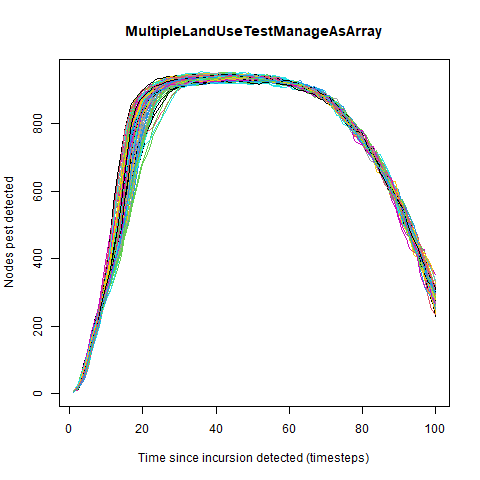 MultipleLandUseTestManageAsArray
Nodes pest detected
800
600
400
200
0
0 20 40 60 80 100
Time since incursion detected (timesteps)